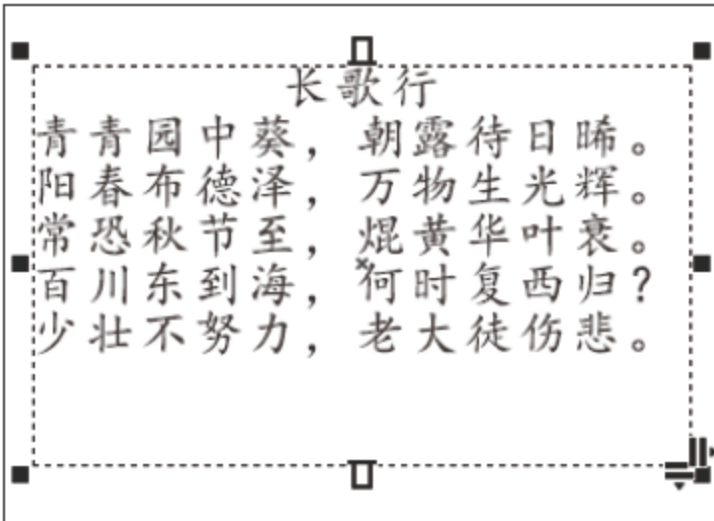 长歌行
青青园中葵，朝露待日晞。
阳春布德泽，万物生光辉。
常恐秋节至，焜黄华叶衰。
百川东到海，何时复西归？
少壮不努力，老大徒伤悲。